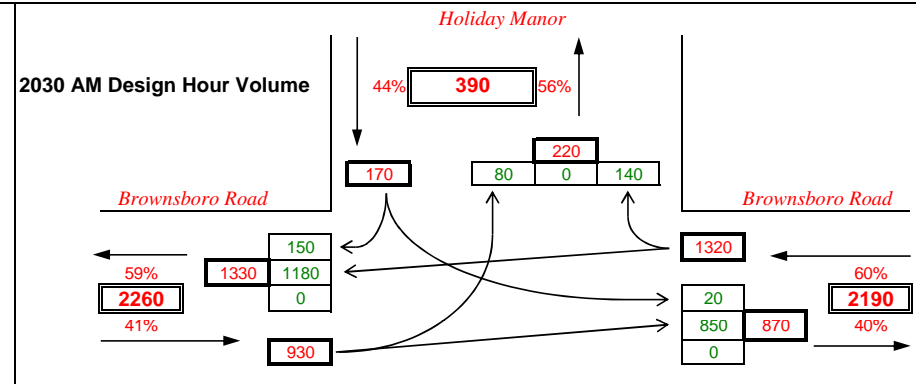 Holiday Manor
2030 AM Design Hour Volume
44% 390 56%
220
170 80 0 140
Brownsboro Road Brownsboro Road
150 1320
59% 1330 1180 60%
2260 0 20 2190
41% 850 870 40%
930 0